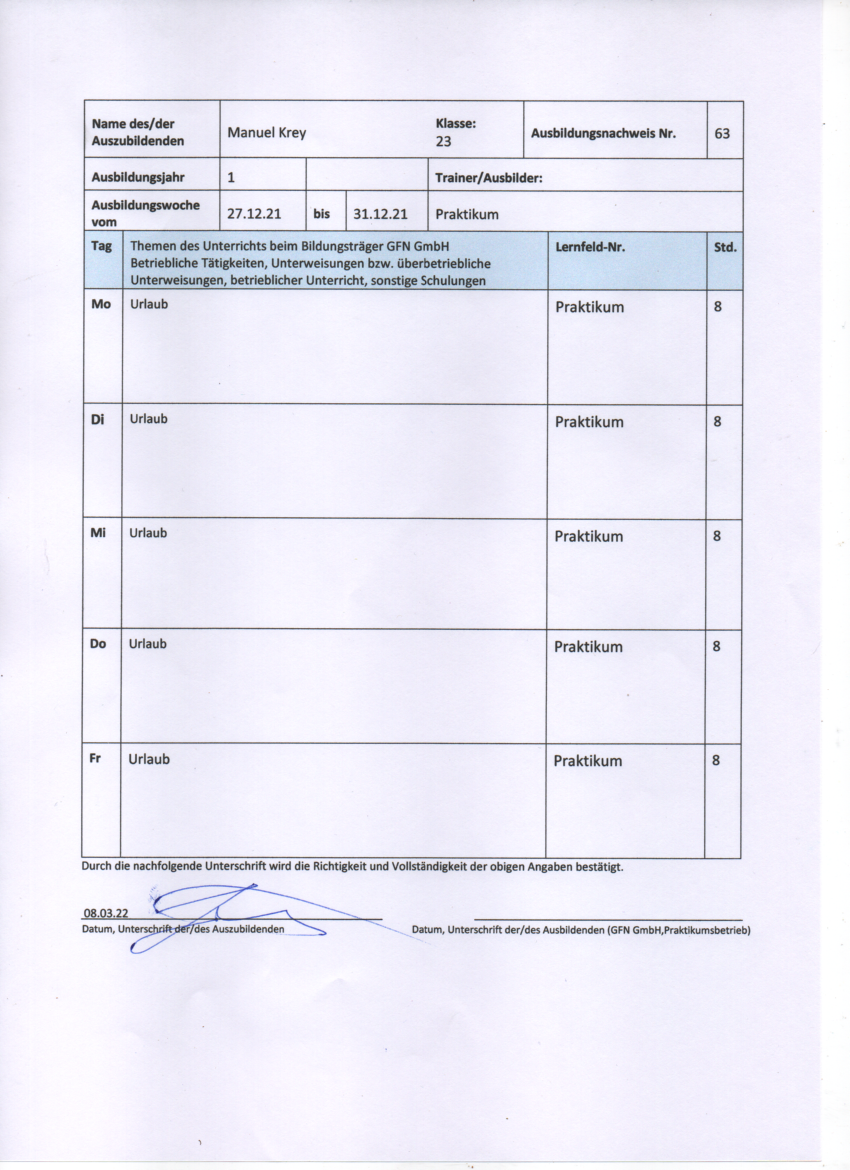 Name des/der Auszubildenden
Manuel Krey
Klasse:
23
Ausbildungsnachweis Nr.
63
Ausbildungsjahr
1
Trainer/Ausbilder:
Ausbildungswoche vom
27.12.21
bis
31.12.21
Praktikum
Tag
Themen des Unterrichts beim Bildungsträger GFN GmbH
Betriebliche Tätigkeiten, Unterweisungen bzw. überbetriebliche
Unterweisungen, betrieblicher Unterricht, sonstige Schulungen
Lernfeld-Nr.
Std.
Mo
Urlaub
Praktikum
8
Di
Urlaub
Praktikum
8
Mi
Urlaub
Praktikum
8
Do
Urlaub
Praktikum
8
Fr
Urlaub
Praktikum
8
Durch die nachfolgende Unterschrift wird die Richtigkeit und Vollständigkeit der obigen Angaben bestätigt.
08.03.22
Datum, Unterschrift der/des Auszubildenden
Datum, Unterschrift der/des Ausbildenden (GFN GmbH,Praktikumsbetrieb)